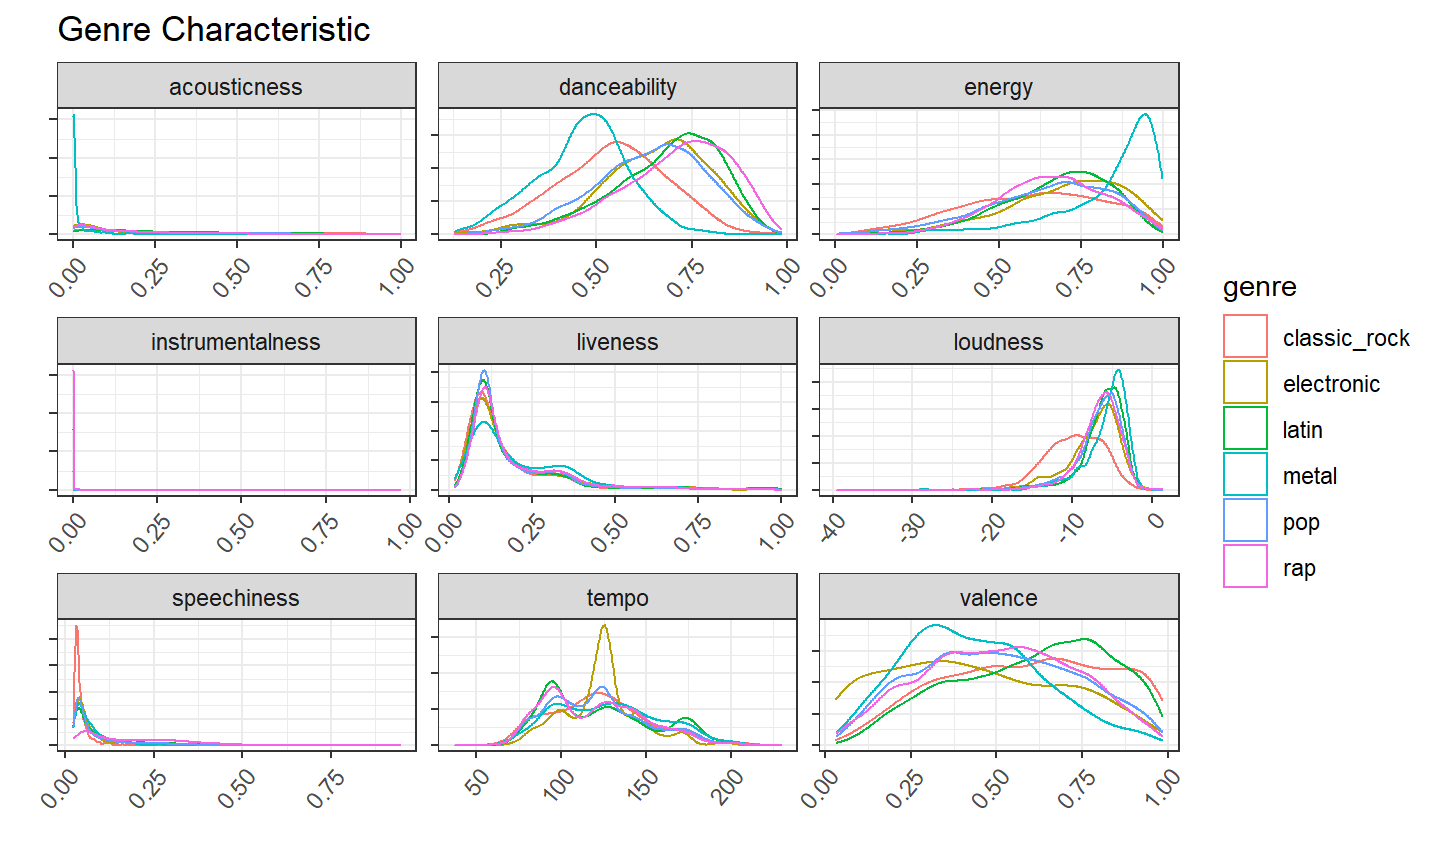 Genre Characteristic
acousticness
danceability
energy
0.00 0.25 0.50 0.75 1.00
0.25 0.50 0.75 1.00
0.00 0.25 0.50 0.75 1.00
instrumentalness
liveness
loudness
0.00 0.25 0.50 0.75 1.00
0.00 0.25 0.50 0.75 1.00
-40 -30 -20 -10 0
speechiness
tempo
valence
0.00 0.25 0.50 0.75
50 100 150 200
0.00 0.25 0.50 0.75 1.00
genre
classic_rock
electronic
latin
metal
pop
rap